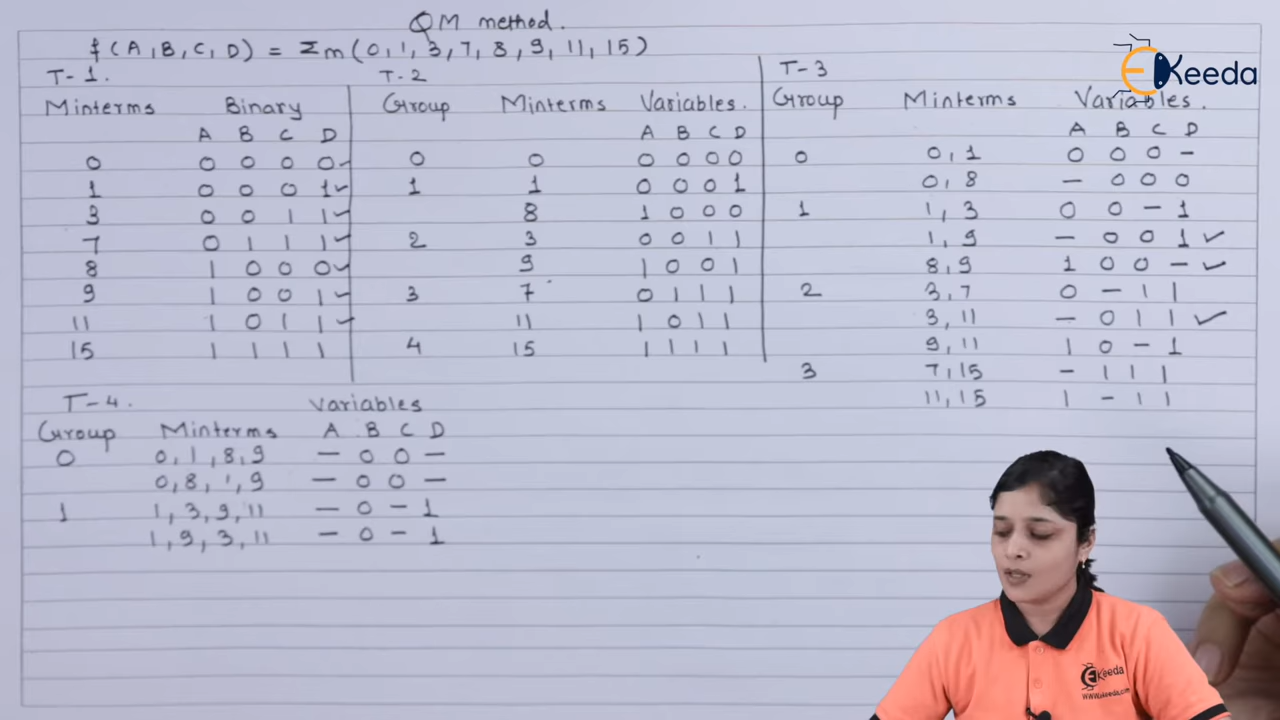 QM method.
f (A, B, C, D) = Σm (0, 1, 3, 7, 8, 9, 11, 15)
T-1.
Minterms Binary
A B C D
0 0 0 0 0 ✓
1 0 0 0 1 ✓
3 0 0 1 1 ✓
7 0 1 1 1 ✓
8 1 0 0 0 ✓
9 1 0 0 1 ✓
11 1 0 1 1 ✓
15 1 1 1 1
T-2
Group Minterms Variables.
A B C D
0 0 0 0 0 0
1 1 0 0 0 1
8 1 0 0 0
2 3 0 0 1 1
9 1 0 0 1
3 7 0 1 1 1
11 1 0 1 1
4 15 1 1 1 1
T-3
Group Minterms Variables.
A B C D
0 0, 1 0 0 0 -
0, 8 - 0 0 0
1 1, 3 0 0 - 1
1, 9 - 0 0 1 ✓
8, 9 1 0 0 - ✓
2 3, 7 0 - 1 1
3, 11 - 0 1 1 ✓
9, 11 1 0 - 1
3 7, 15 - 1 1 1
11, 15 1 - 1 1
T-4. Variables
Group Minterms A B C D
0 0, 1, 8, 9 - 0 0 -
0, 8, 1, 9 - 0 0 -
1 1, 3, 9, 11 - 0 - 1
1, 9, 3, 11 - 0 - 1
EKeeda
EKeeda
www.ekeeda.com